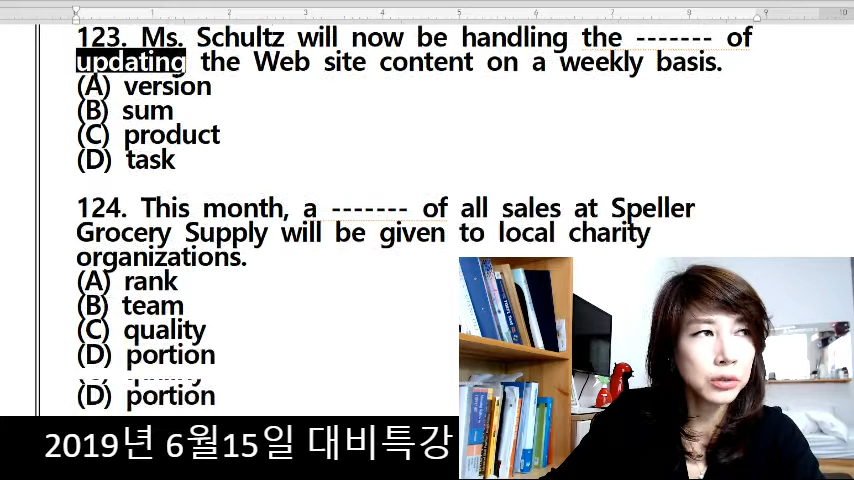 123. Ms. Schultz will now be handling the ------- of
updating the Web site content on a weekly basis.
(A) version
(B) sum
(C) product
(D) task
124. This month, a ------- of all sales at Speller
Grocery Supply will be given to local charity
organizations.
(A) rank
(B) team
(C) quality
(D) portion
(D) portion
2019년 6월15일 대비특강